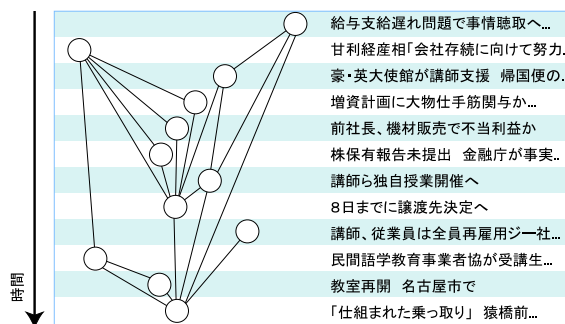 給与支給遅れ問題で事情聴取へ...
甘利経産相「会社存続に向けて努力..
豪・英大使館が講師支援 帰国便の..
増資計画に大物仕手筋関与か...
前社長、機材販売で不当利益か
株保有報告未提出 金融庁が事実..
講師ら独自授業開催へ
8日までに譲渡先決定へ
講師、従業員は全員再雇用ジー社...
民間語学教育事業者協が受講生...
教室再開 名古屋市で
「仕組まれた乗っ取り」 猿橋前...
時間